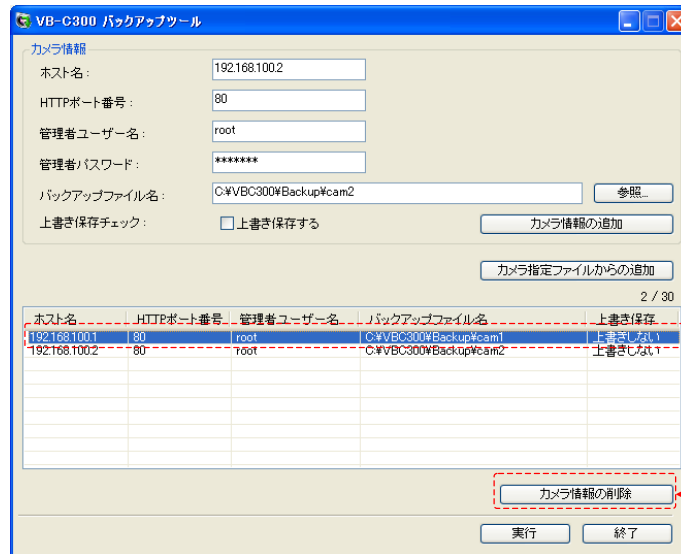 VB-C300 バックアップツール
カメラ情報
ホスト名： 192.168.100.2
HTTPポート番号： 80
管理者ユーザー名： root
管理者パスワード： *******
バックアップファイル名： C:¥VBC300¥Backup¥cam2 参照...
上書き保存チェック： 上書き保存する カメラ情報の追加
カメラ指定ファイルからの追加
2 / 30
ホスト名 HTTPポート番号 管理者ユーザー名 バックアップファイル名 上書き保存
192.168.100.1 80 root C:¥VBC300¥Backup¥cam1 上書きしない
192.168.100.2 80 root C:¥VBC300¥Backup¥cam2 上書きしない
カメラ情報の削除
実行 終了